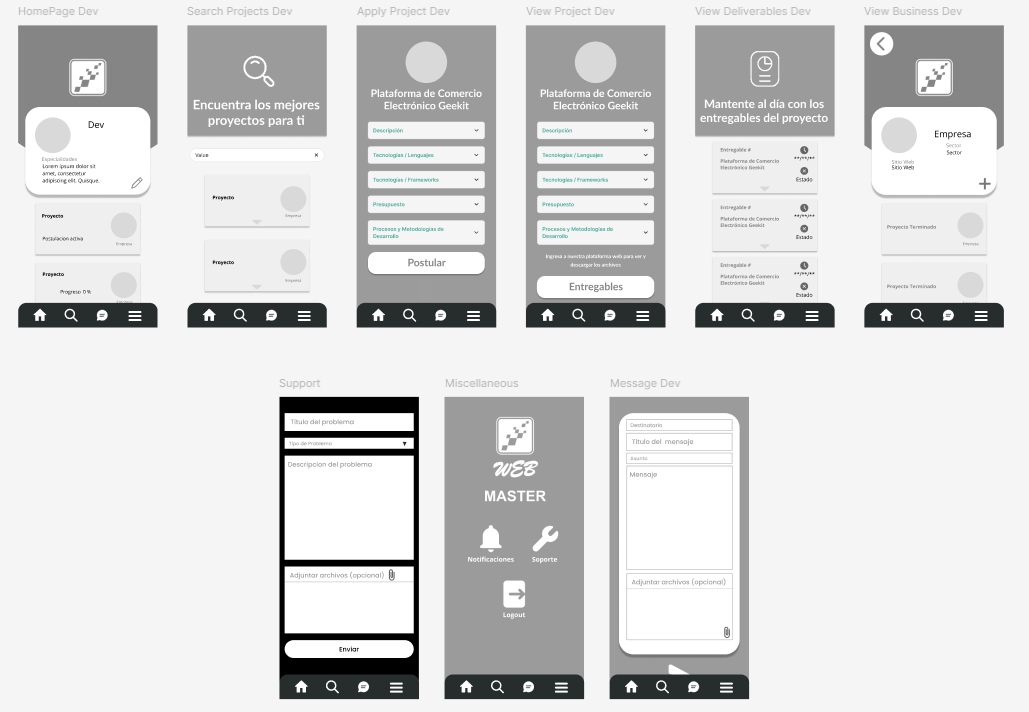 HomePage Dev
Search Projects Dev
Apply Project Dev
View Project Dev
View Deliverables Dev
View Business Dev
Dev
Especialidades
Lorem ipsum dolor sit
amet, consectetur
adipiscing elit. Quisque.
Proyecto
Postulacion activa
Empresa
Proyecto
Progreso 0 %
Empresa
Encuentra los mejores
proyectos para ti
Value
Proyecto
Empresa
Proyecto
Empresa
Plataforma de Comercio
Electrónico Geekit
Descripción
Tecnologías / Lenguajes
Tecnologías / Frameworks
Presupuesto
Procesos y Metodologías de
Desarrollo
Postular
Plataforma de Comercio
Electrónico Geekit
Descripción
Tecnologías / Lenguajes
Tecnologías / Frameworks
Presupuesto
Procesos y Metodologías de
Desarrollo
Ingresa a nuestra plataforma web para ver y
descargar los archivos
Entregables
Mantente al día con los
entregables del proyecto
Entregable #
Plataforma de Comercio
Electrónico Geekit
**/**/**
Estado
Entregable #
Plataforma de Comercio
Electrónico Geekit
**/**/**
Estado
Entregable #
Plataforma de Comercio
Electrónico Geekit
**/**/**
Estado
Empresa
Sector
Sector
Sitio Web
Sitio Web
Proyecto Terminado
Empresa
Proyecto Terminado
Empresa
Support
Miscellaneous
Message Dev
Titulo del problema
Tipo de Problema
Descripcion del problema
Adjuntar archivos (opcional)
Enviar
WEB
MASTER
Notificaciones
Soporte
Logout
Destinatario
Titulo del mensaje
Asunto
Mensaje
Adjuntar archivos (opcional)